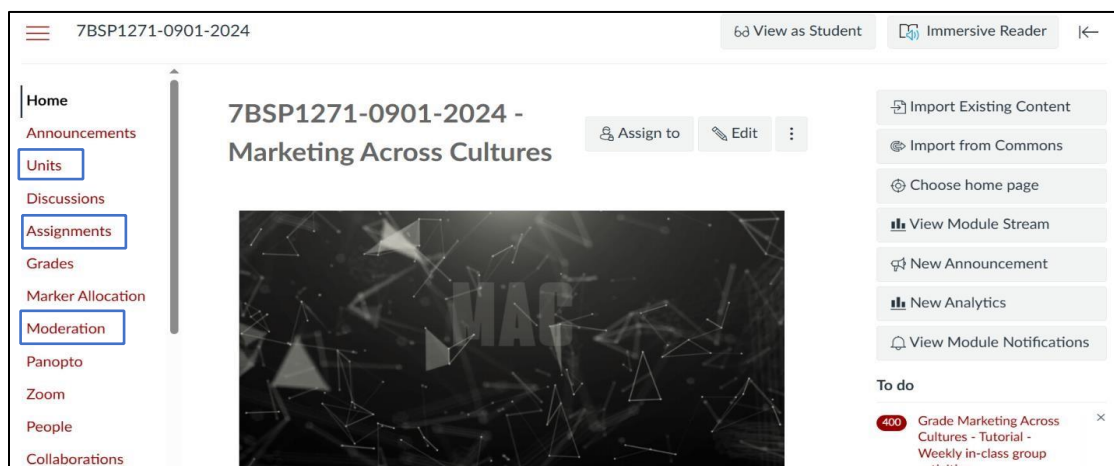 7BSP1271-0901-2024
View as Student
Immersive Reader
Home
Announcements
Units
Discussions
Assignments
Grades
Marker Allocation
Moderation
Panopto
Zoom
People
Collaborations
7BSP1271-0901-2024 -
Marketing Across Cultures
Assign to
Edit
MAC
Import Existing Content
Import from Commons
Choose home page
View Module Stream
New Announcement
New Analytics
View Module Notifications
To do
400
Grade Marketing Across
Cultures - Tutorial -
Weekly in-class group